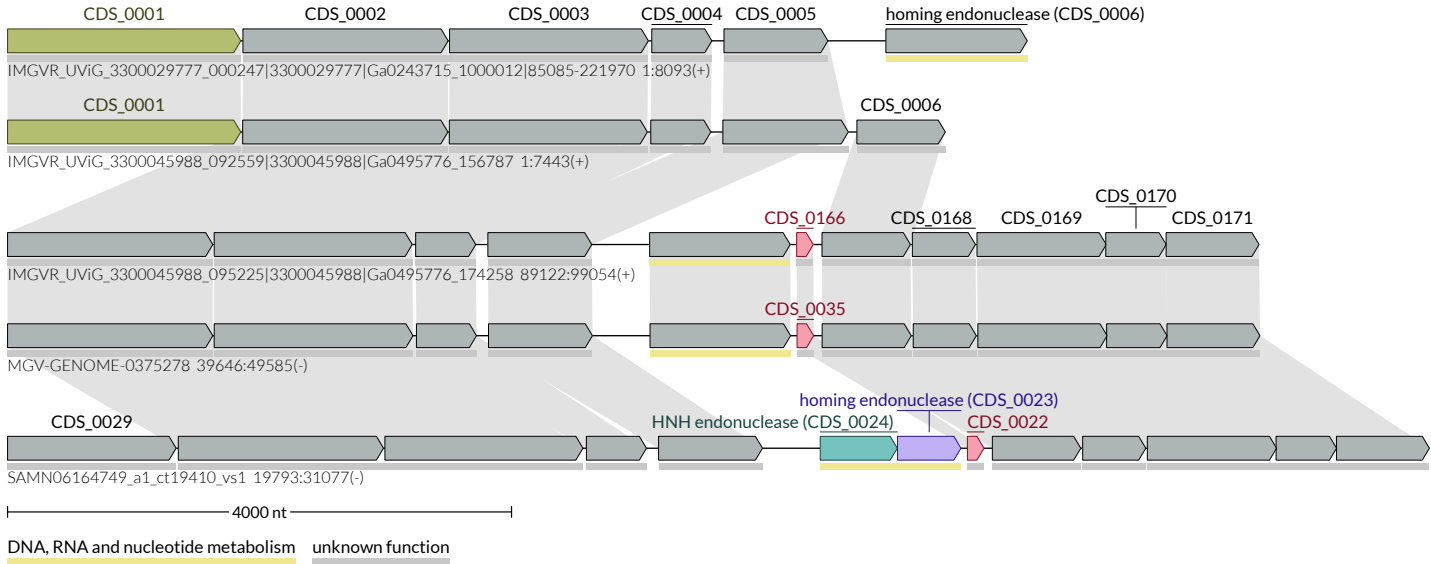 CDS_0001 CDS_0002 CDS_0003 CDS_0004 CDS_0005 homing endonuclease (CDS_0006)
IMGVR_UViG_3300029777_000247|3300029777|Ga0243715_1000012|85085-221970 1:8093(+)
CDS_0001 CDS_0006
IMGVR_UViG_3300045988_092559|3300045988|Ga0495776_156787 1:7443(+)
CDS_0170
CDS_0166 CDS_0168 CDS_0169 CDS_0171
IMGVR_UViG_3300045988_095225|3300045988|Ga0495776_174258 89122:99054(+)
CDS_0035
MGV-GENOME-0375278 39646:49585(-)
homing endonuclease (CDS_0023)
CDS_0029 HNH endonuclease (CDS_0024) CDS_0022
SAMN06164749_a1_ct19410_vs1 19793:31077(-)
4000 nt
DNA, RNA and nucleotide metabolism unknown function